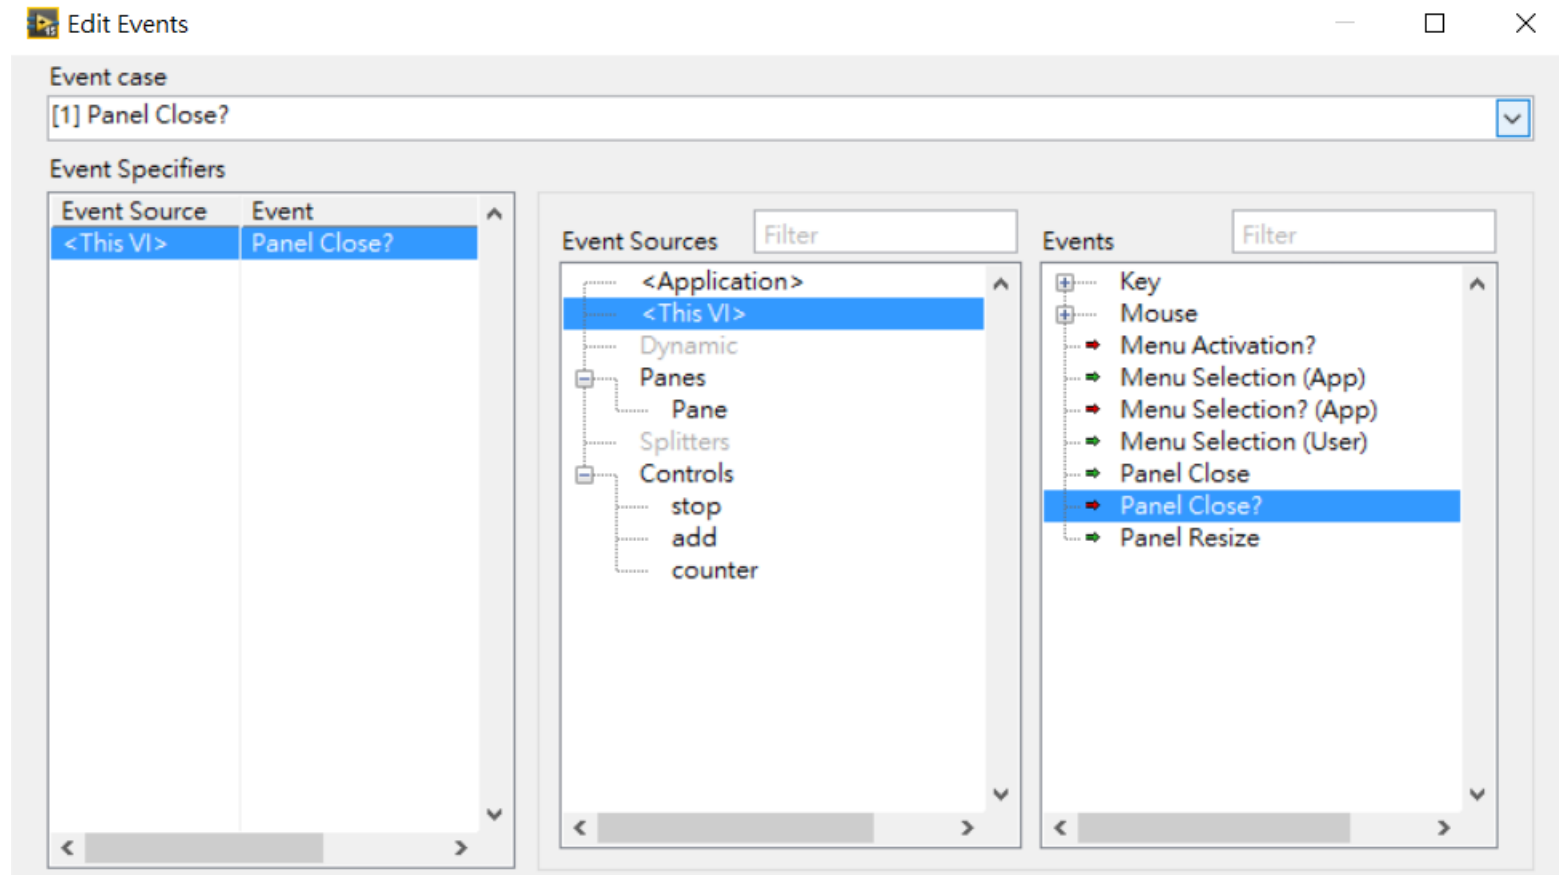 Edit Events
Event case
[1] Panel Close?
Event Specifiers
Event Source Event
<This VI> Panel Close?
Event Sources Filter
<Application>
<This VI>
Dynamic
Panes
Pane
Splitters
Controls
stop
add
counter
Events Filter
Key
Mouse
Menu Activation?
Menu Selection (App)
Menu Selection? (App)
Menu Selection (User)
Panel Close
Panel Close?
Panel Resize